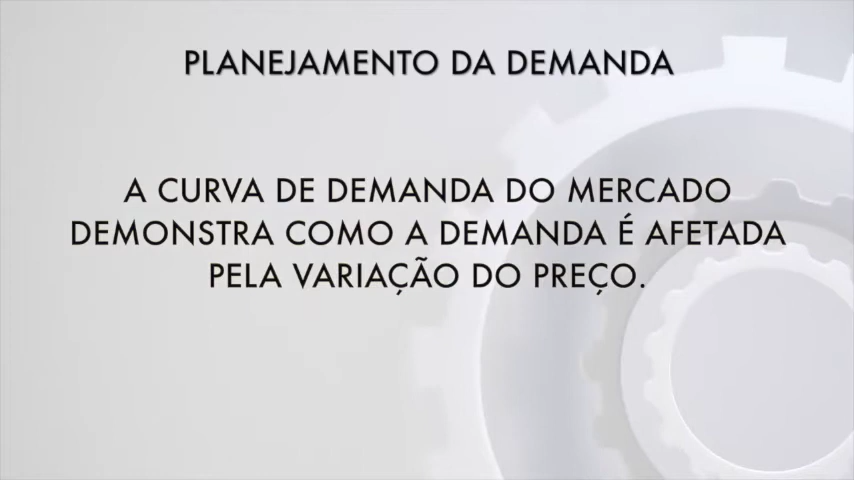 PLANEJAMENTO DA DEMANDA
A CURVA DE DEMANDA DO MERCADO
DEMONSTRA COMO A DEMANDA É AFETADA
PELA VARIAÇÃO DO PREÇO.